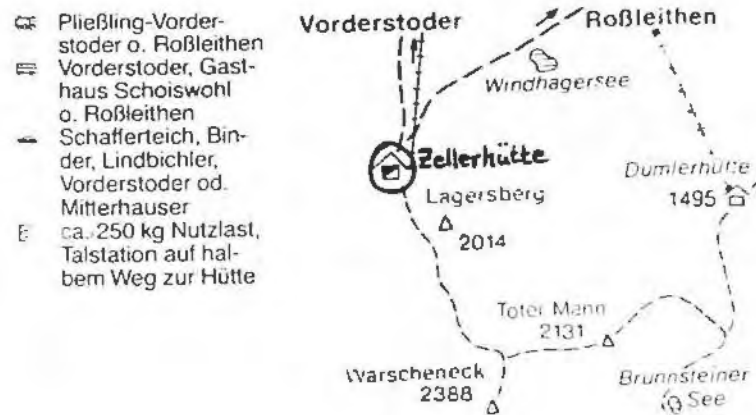 Pließling-Vorder-
stoder o. Roßleithen
Vorderstoder, Gast-
haus Schoiswohl
o. Roßleithen
Schafferteich, Bin-
der, Lindbichler,
Vorderstoder od.
Mitterhauser
ca. 250 kg Nutzlast,
Talstation auf hal-
bem Weg zur Hütte
Vorderstoder
Roßleithen
Windhagersee
Zellerhütte
Dumlerhütte
1495
Lagersberg
2014
Toter Mann
2131
Warscheneck
2388
Brunnsteiner
See